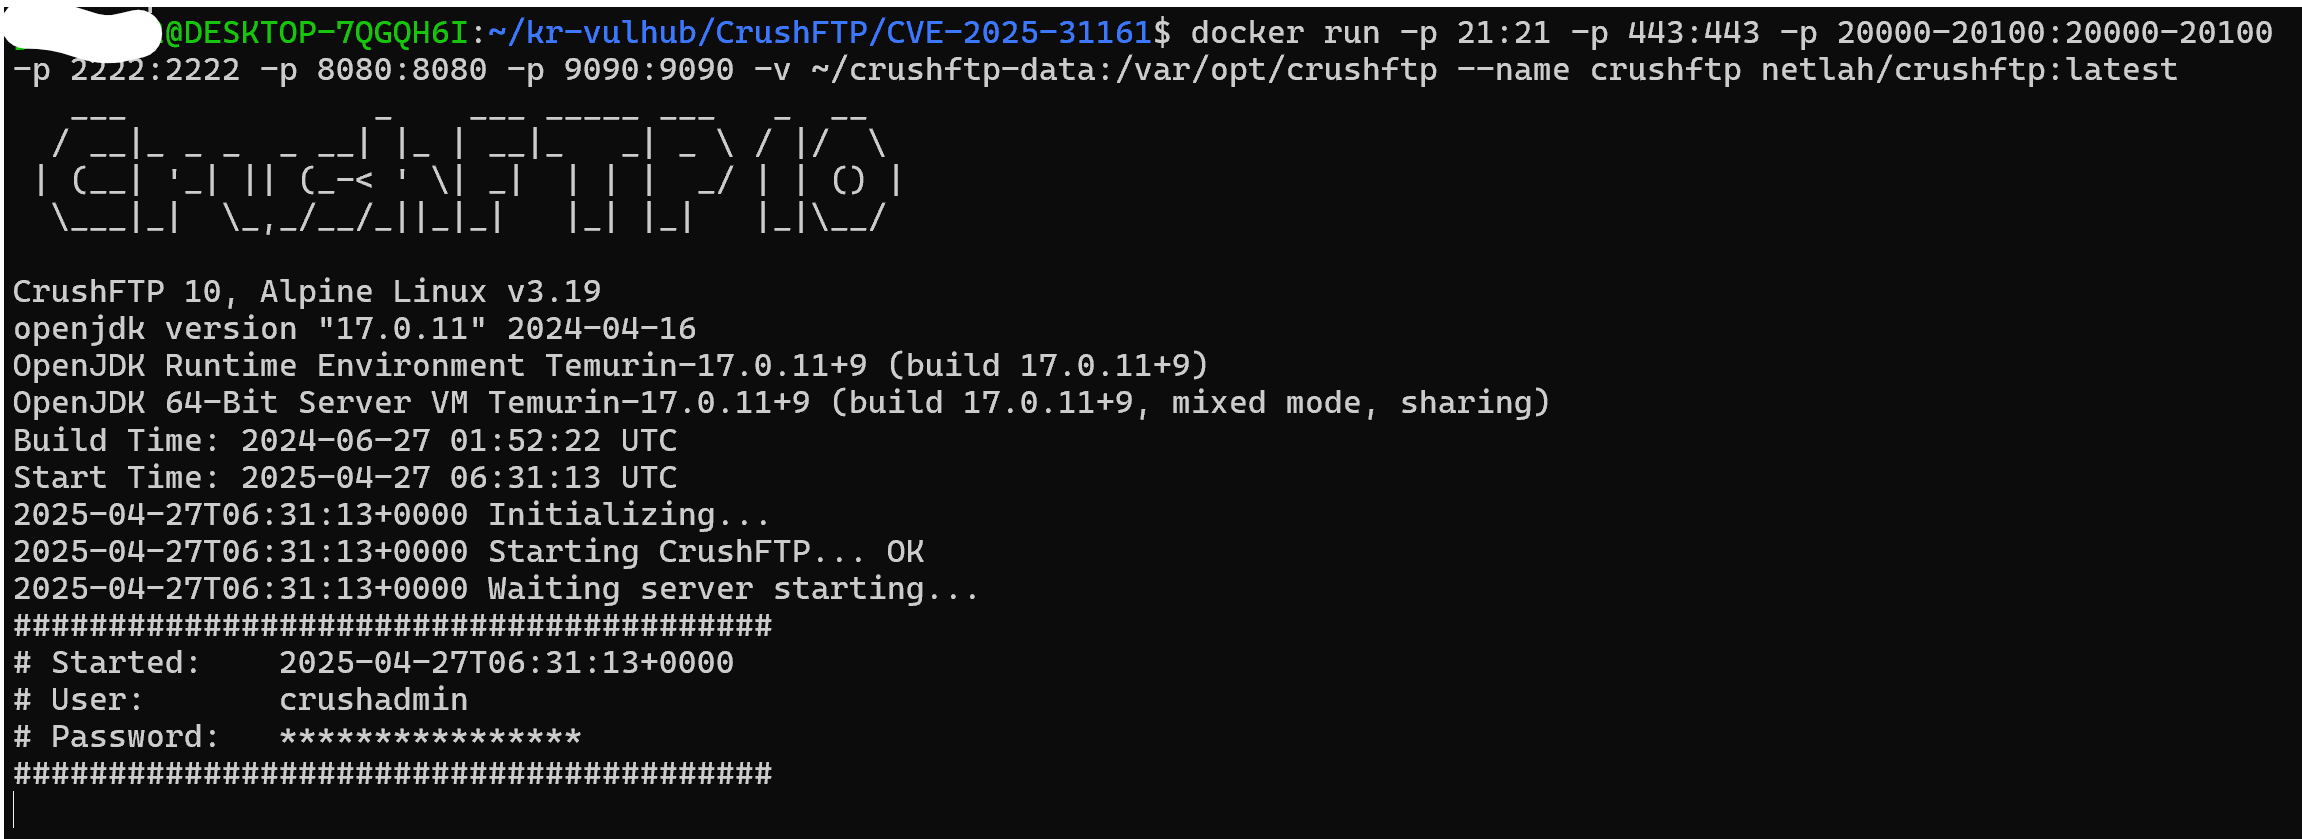 @DESKTOP-7QGQH6I:~/kr-vulhub/CrushFTP/CVE-2025-31161$ docker run -p 21:21 -p 443:443 -p 20000-20100:20000-20100
-p 2222:2222 -p 8080:8080 -p 9090:9090 -v ~/crushftp-data:/var/opt/crushftp --name crushftp netlah/crushftp:latest
CrushFTP 10
CrushFTP 10, Alpine Linux v3.19
openjdk version "17.0.11" 2024-04-16
OpenJDK Runtime Environment Temurin-17.0.11+9 (build 17.0.11+9)
OpenJDK 64-Bit Server VM Temurin-17.0.11+9 (build 17.0.11+9, mixed mode, sharing)
Build Time: 2024-06-27 01:52:22 UTC
Start Time: 2025-04-27 06:31:13 UTC
2025-04-27T06:31:13+0000 Initializing...
2025-04-27T06:31:13+0000 Starting CrushFTP... OK
2025-04-27T06:31:13+0000 Waiting server starting...
########################################
# Started:    2025-04-27T06:31:13+0000
# User:       crushadmin
# Password:   ****************
########################################